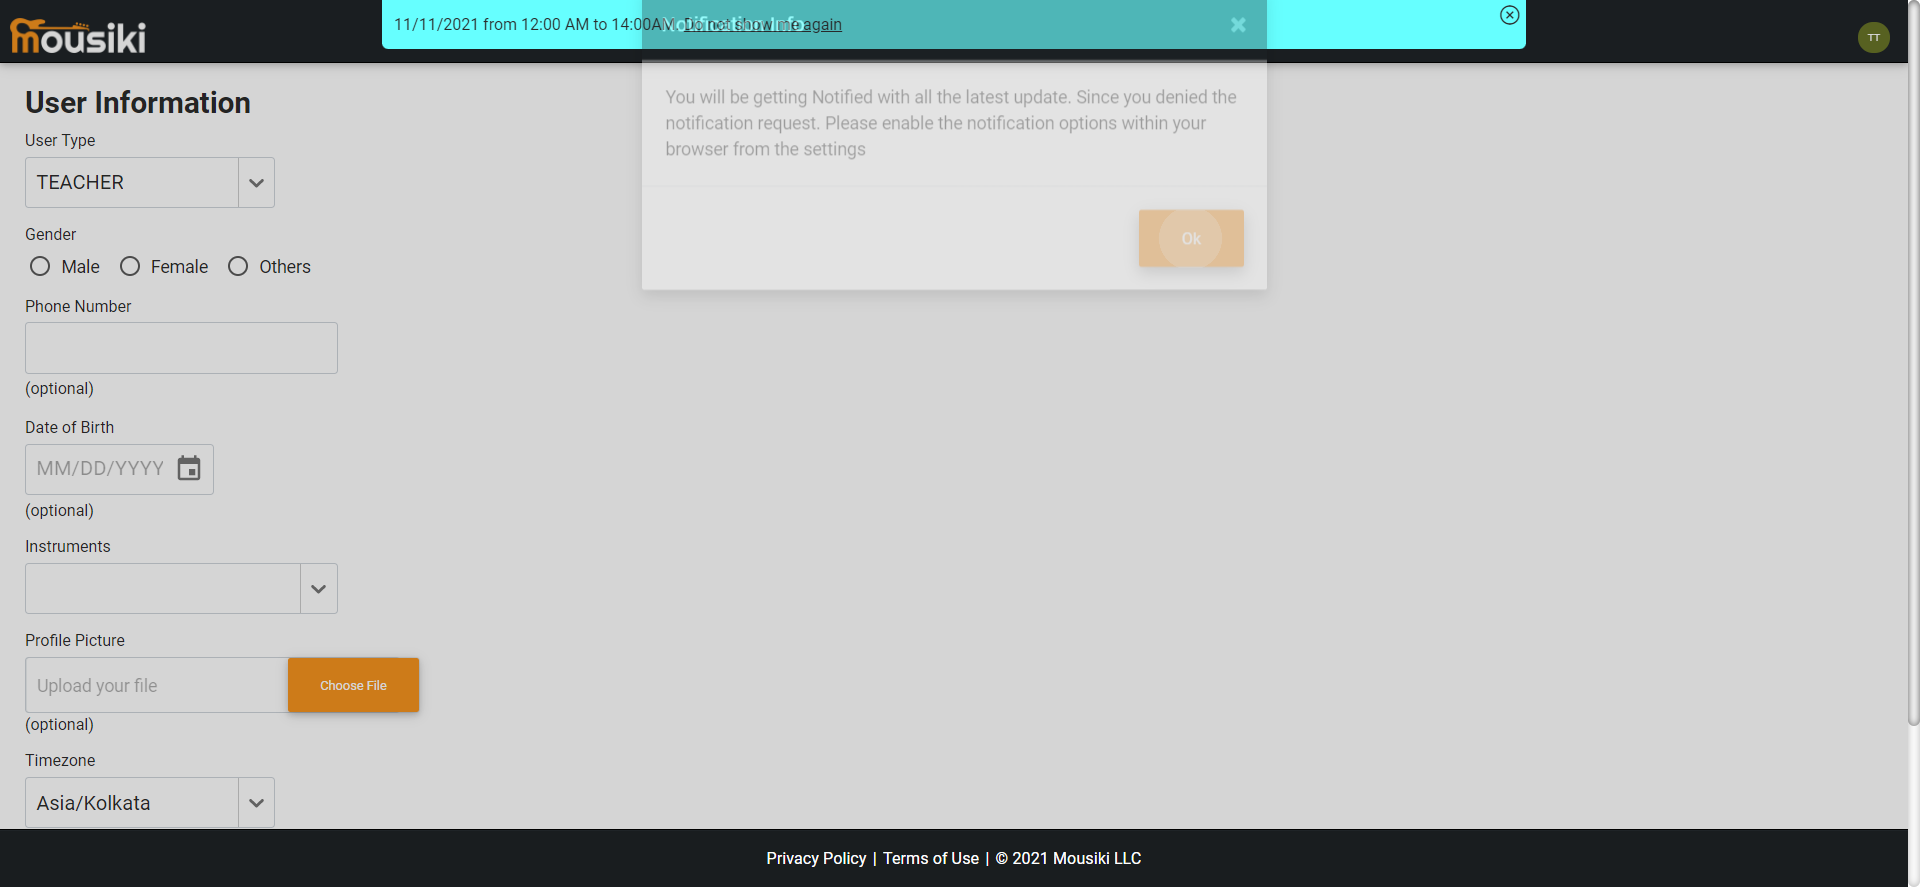 mousiki
11/11/2021 from 12:00 AM to 14:00AM. Do not show me again
Notification Info
TT
You will be getting Notified with all the latest update. Since you denied the
notification request. Please enable the notification options within your
browser from the settings
Ok
User Information
User Type
TEACHER
Gender
Male Female Others
Phone Number
(optional)
Date of Birth
MM/DD/YYYY
(optional)
Instruments
Profile Picture
Upload your file Choose File
(optional)
Timezone
Asia/Kolkata
Privacy Policy | Terms of Use | © 2021 Mousiki LLC